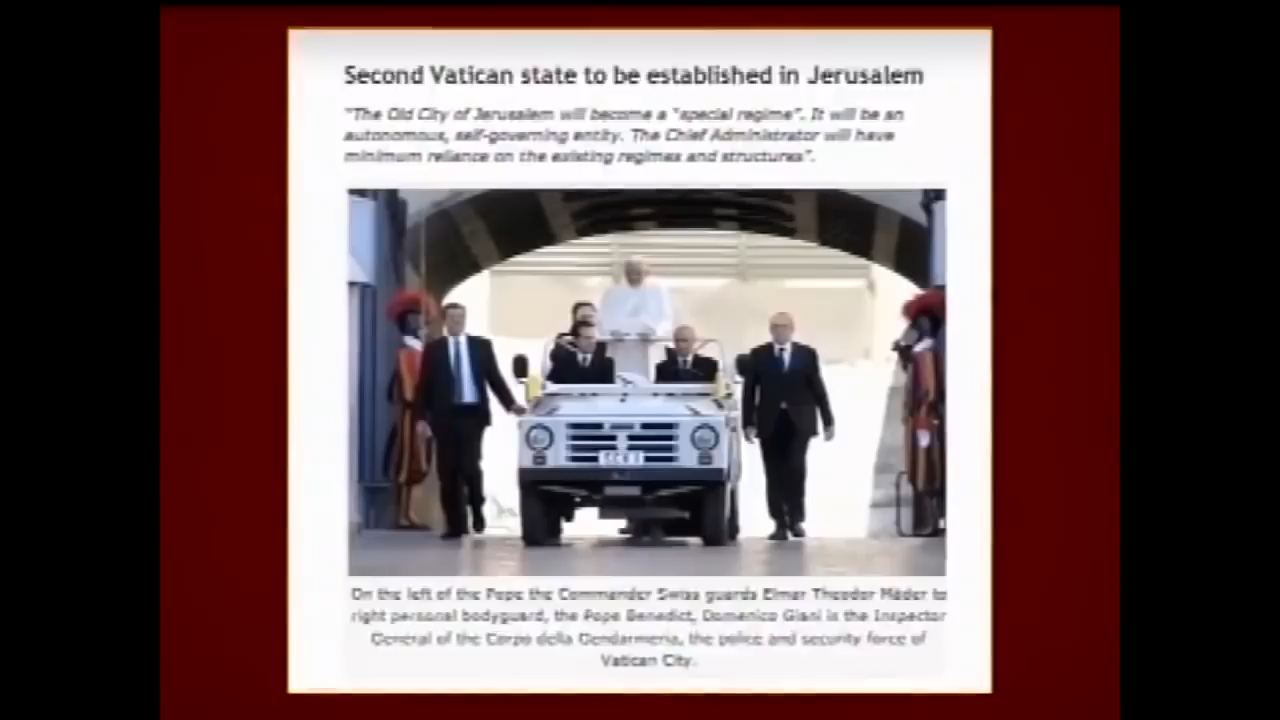 Second Vatican state to be established in Jerusalem
"The Old City of Jerusalem will become a "special regime". It will be an
autonomous, self-governing entity. The Chief Administrator will have
minimum reliance on the existing regimes and structures".
SCV 1
On the left of the Pope the Commander Swiss guards Elmar Theodor Mäder to
right personal bodyguard, the Pope Benedict, Domenico Giani is the Inspector
General of the Corpo della Gendarmeria, the police and security force of
Vatican City.